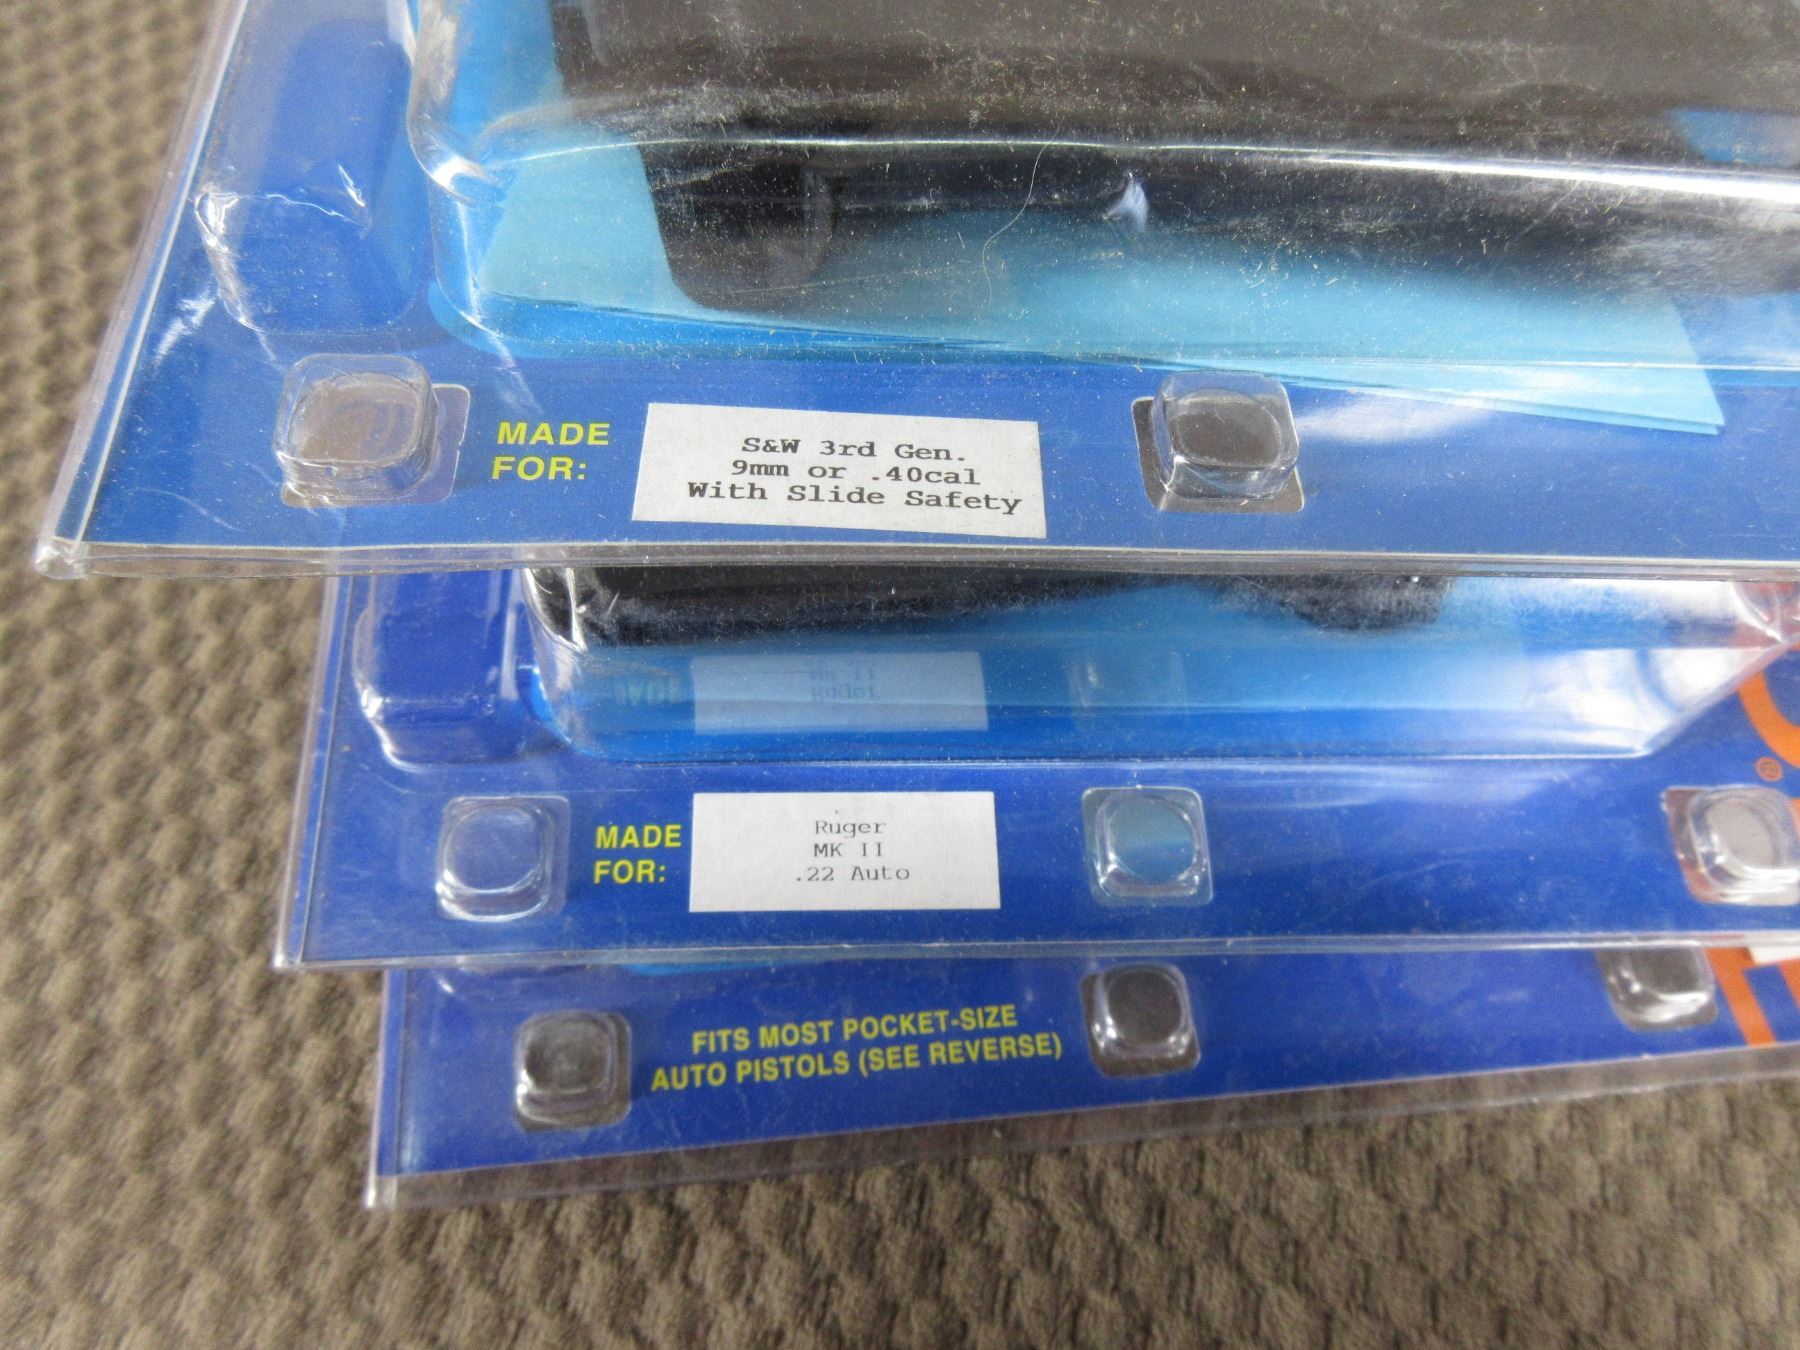 MADE
FOR:
S&W 3rd Gen.
9mm or .40cal
With Slide Safety
MADE
FOR:
Ruger
MK II
.22 Auto
®
FITS MOST POCKET-SIZE
AUTO PISTOLS (SEE REVERSE)